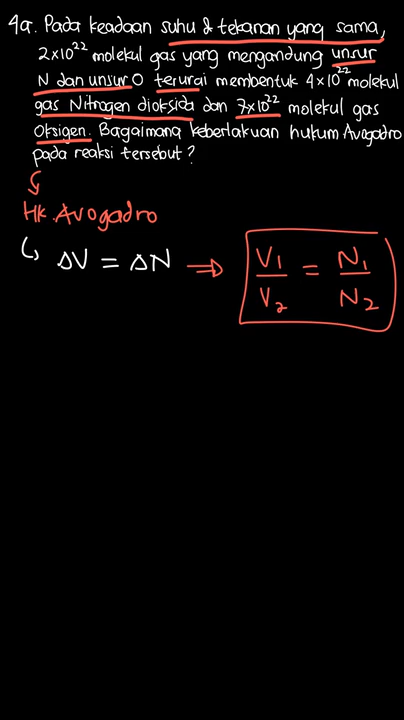 4a. Pada keadaan suhu & tekanan yang sama,
2×10²² molekul gas yang mengandung unsur
N dan unsur O terurai membentuk 4×10²² molekul
gas Nitrogen dioksida dan 7×10²² molekul gas
Oksigen. Bagaimana keberlakuan hukum Avogadro
pada reaksi tersebut?
Hk. Avogadro
ΔV = ΔN ⇒ V₁/V₂ = N₁/N₂